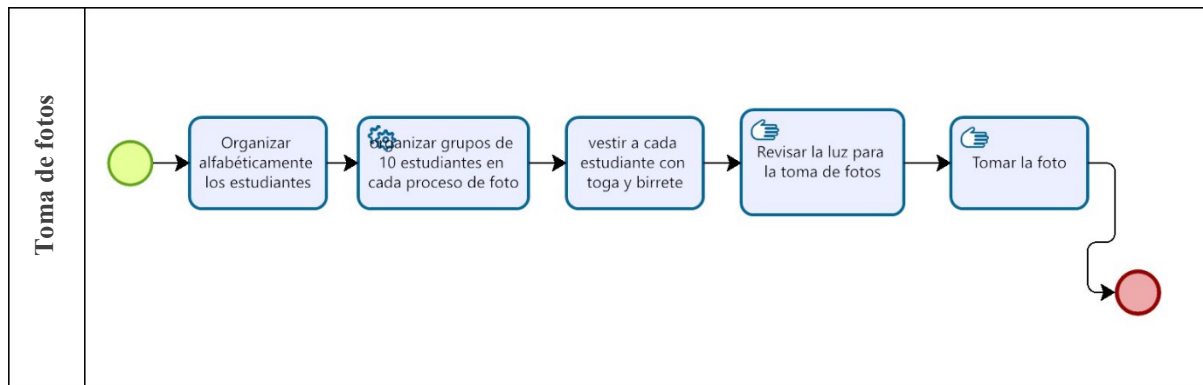 Toma de fotos
Organizar
alfabéticamente
los estudiantes
organizar grupos de
10 estudiantes en
cada proceso de foto
vestir a cada
estudiante con
toga y birrete
Revisar la luz para
la toma de fotos
Tomar la foto